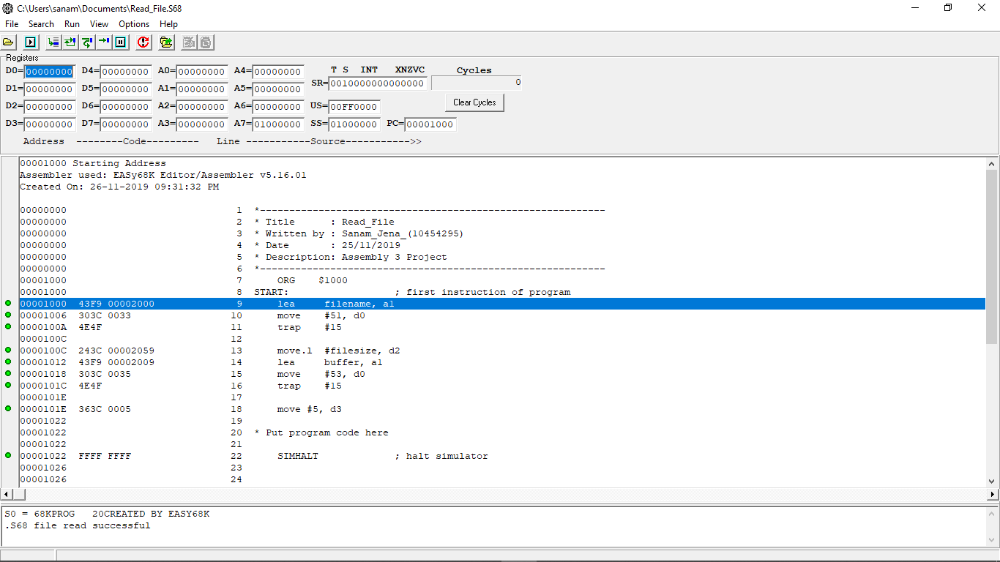 C:\Users\sanam\Documents\Read_File.S68
File Search Run View Options Help
Registers
D0=00000000 D4=00000000 A0=00000000 A4=00000000 T S INT XNZVC Cycles
D1=00000000 D5=00000000 A1=00000000 A5=00000000 SR=0010000000000000 0
D2=00000000 D6=00000000 A2=00000000 A6=00000000 US=00FF0000 Clear Cycles
D3=00000000 D7=00000000 A3=00000000 A7=01000000 SS=01000000 PC=00001000
Address --------Code--------- Line -----------Source----------->>
00001000 Starting Address
Assembler used: EASy68K Editor/Assembler v5.16.01
Created On: 26-11-2019 09:31:32 PM
00000000 1 *-----------------------------------------------------------
00000000 2 * Title : Read_File
00000000 3 * Written by : Sanam_Jena_(10454295)
00000000 4 * Date : 25/11/2019
00000000 5 * Description: Assembly 3 Project
00000000 6 *-----------------------------------------------------------
00001000 7 ORG $1000
00001000 8 START: ; first instruction of program
00001000 43F9 00002000 9 lea filename, a1
00001006 303C 0033 10 move #51, d0
0000100A 4E4F 11 trap #15
0000100C 12
0000100C 243C 00002059 13 move.l #filesize, d2
00001012 43F9 00002009 14 lea buffer, a1
00001018 303C 0035 15 move #53, d0
0000101C 4E4F 16 trap #15
0000101E 17
0000101E 363C 0005 18 move #5, d3
00001022 19
00001022 20 * Put program code here
00001022 21
00001022 FFFF FFFF 22 SIMHALT ; halt simulator
00001026 23
00001026 24
S0 = 68KPROG 20CREATED BY EASY68K
.S68 file read successful